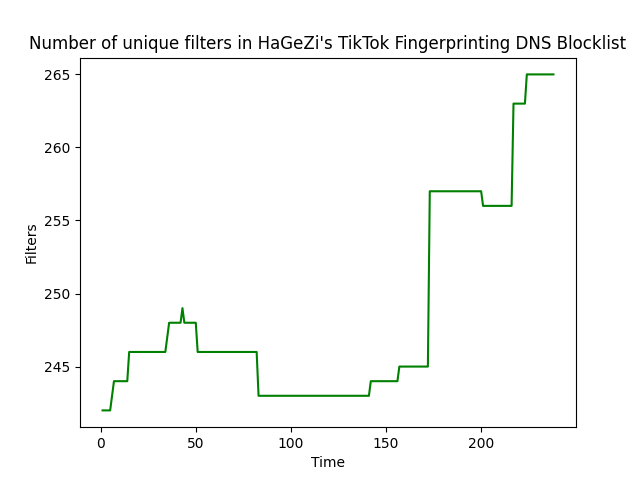 Number of unique filters in HaGeZi's TikTok Fingerprinting DNS Blocklist
265
260
255
250
245
Filters
0 50 100 150 200
Time